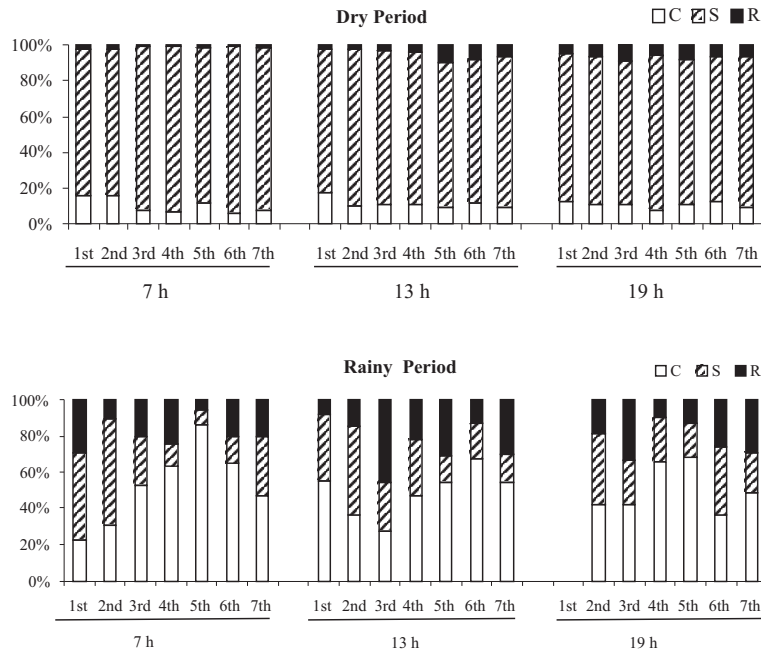 Dry Period
C S R
100%
80%
60%
40%
20%
0%
1st 2nd 3rd 4th 5th 6th 7th 1st 2nd 3rd 4th 5th 6th 7th 1st 2nd 3rd 4th 5th 6th 7th
7 h 13 h 19 h
Rainy Period
C S R
100%
80%
60%
40%
20%
0%
1st 2nd 3rd 4th 5th 6th 7th 1st 2nd 3rd 4th 5th 6th 7th 1st 2nd 3rd 4th 5th 6th 7th
7 h 13 h 19 h